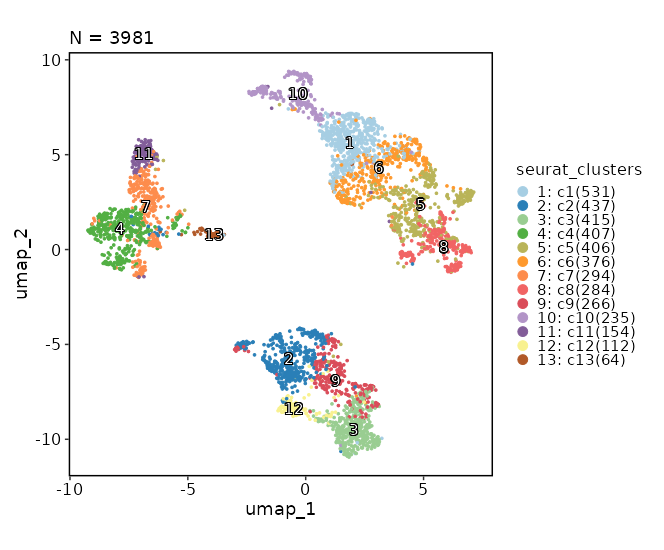 N = 3981
10
5
0
-5
-10
umap_2
10
1
11
6
7
5
4
13
8
2
9
12
3
-10
-5
0
5
umap_1
seurat_clusters
1: c1(531)
2: c2(437)
3: c3(415)
4: c4(407)
5: c5(406)
6: c6(376)
7: c7(294)
8: c8(284)
9: c9(266)
10: c10(235)
11: c11(154)
12: c12(112)
13: c13(64)